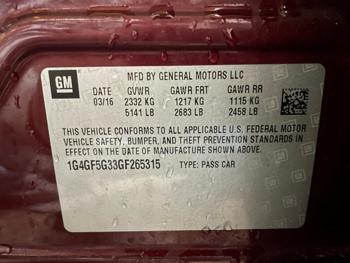 GM
MFD BY GENERAL MOTORS LLC
DATE GVWR GAWR FRT GAWR RR
03/16 2332 KG 1217 KG 1115 KG
5141 LB 2683 LB 2458 LB
THIS VEHICLE CONFORMS TO ALL APPLICABLE U.S. FEDERAL MOTOR
VEHICLE SAFETY, BUMPER, AND THEFT PREVENTION STANDARDS IN
EFFECT ON THE DATE OF MANUFACTURE SHOWN ABOVE.
1G4GF5G33GF265315 TYPE: PASS CAR